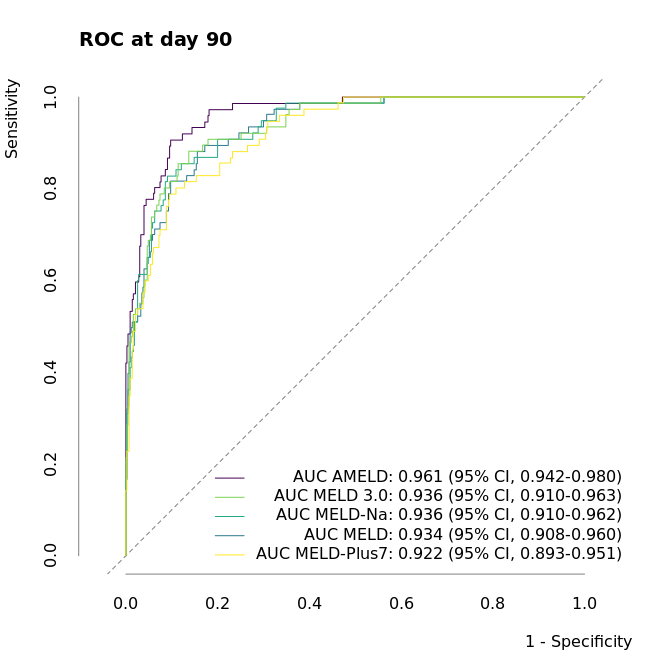 ROC at day 90
Sensitivity
1.0
0.8
0.6
0.4
0.2
0.0
AUC AMELD: 0.961 (95% CI, 0.942-0.980)
AUC MELD 3.0: 0.936 (95% CI, 0.910-0.963)
AUC MELD-Na: 0.936 (95% CI, 0.910-0.962)
AUC MELD: 0.934 (95% CI, 0.908-0.960)
AUC MELD-Plus7: 0.922 (95% CI, 0.893-0.951)
0.0 0.2 0.4 0.6 0.8 1.0
1 - Specificity